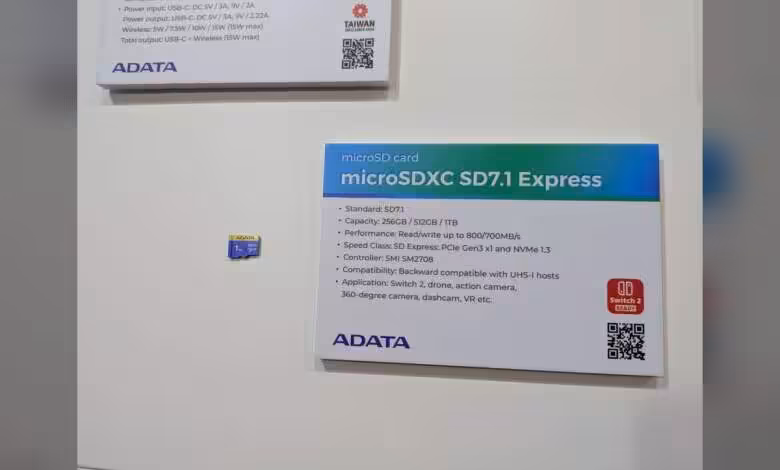 • Power input: USB-C: DC 5V / 3A, 9V / 2A
Power output: USB-C: DC 5V / 3A, 9V / 2.22A
Wireless: 5W / 7.5W / 10W / 15W (15W max)
Total output: USB-C + Wireless (15W max)
TAIWAN
EXCELLENCE
ADATA
microSD card
microSDXC SD7.1 Express
• Standard: SD7.1
• Capacity: 256GB / 512GB / 1TB
• Performance: Read/write up to 800/700MB/s
• Speed Class: SD Express: PCIe Gen3 x1 and NVMe 1.3
• Controller: SMI SM2708
• Compatibility: Backward compatible with UHS-I hosts
• Application: Switch 2, drone, action camera,
360-degree camera, dashcam, VR etc.
Switch 2
READY
ADATA
ADATA
1